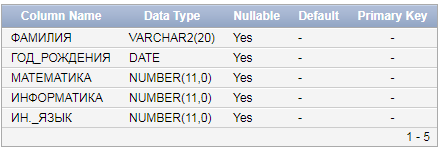 Column Name Data Type Nullable Default Primary Key
ФАМИЛИЯ VARCHAR2(20) Yes - -
ГОД_РОЖДЕНИЯ DATE Yes - -
МАТЕМАТИКА NUMBER(11,0) Yes - -
ИНФОРМАТИКА NUMBER(11,0) Yes - -
ИН._ЯЗЫК NUMBER(11,0) Yes - -
1 - 5